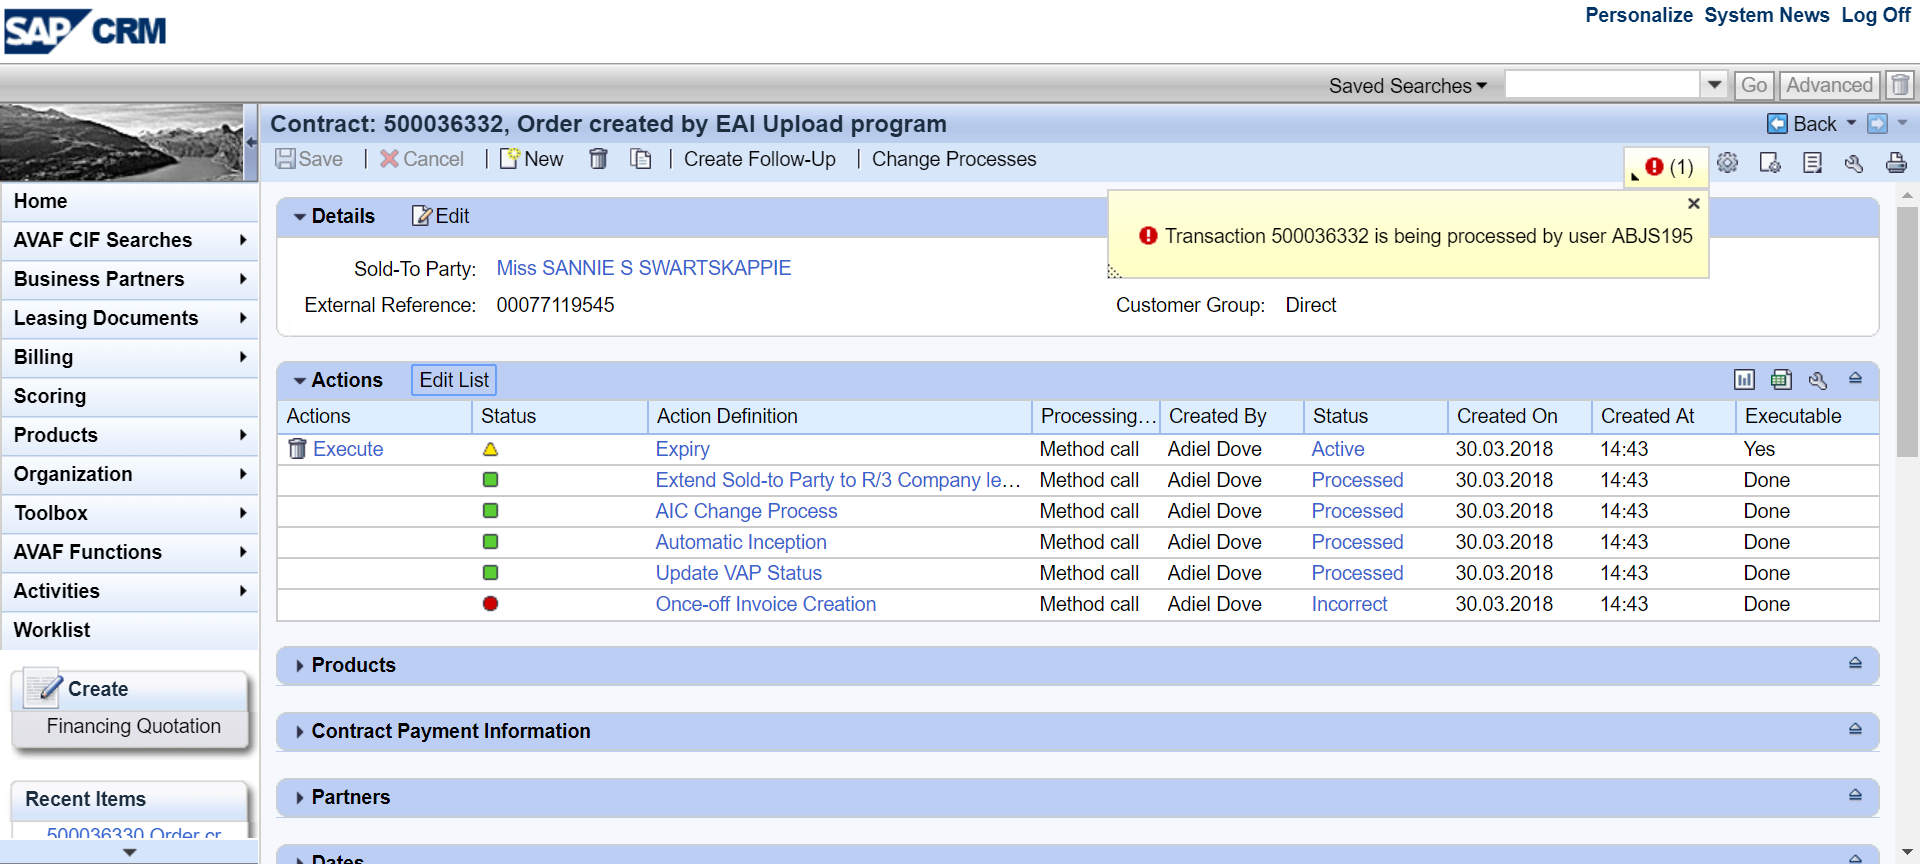 SAP CRM
Personalize System News Log Off
Saved Searches Go Advanced
Contract: 500036332, Order created by EAI Upload program Back
Save | Cancel | New | Create Follow-Up | Change Processes (1)
Transaction 500036332 is being processed by user ABJS195
Home
AVAF CIF Searches
Business Partners
Leasing Documents
Billing
Scoring
Products
Organization
Toolbox
AVAF Functions
Activities
Worklist
Create
Financing Quotation
Recent Items
500036330 Order cr
Details Edit
Sold-To Party: Miss SANNIE S SWARTSKAPPIE
External Reference: 00077119545 Customer Group: Direct
Actions Edit List
Actions Status Action Definition Processing... Created By Status Created On Created At Executable
Execute Expiry Method call Adiel Dove Active 30.03.2018 14:43 Yes
Extend Sold-to Party to R/3 Company le... Method call Adiel Dove Processed 30.03.2018 14:43 Done
AIC Change Process Method call Adiel Dove Processed 30.03.2018 14:43 Done
Automatic Inception Method call Adiel Dove Processed 30.03.2018 14:43 Done
Update VAP Status Method call Adiel Dove Processed 30.03.2018 14:43 Done
Once-off Invoice Creation Method call Adiel Dove Incorrect 30.03.2018 14:43 Done
Products
Contract Payment Information
Partners
Dates